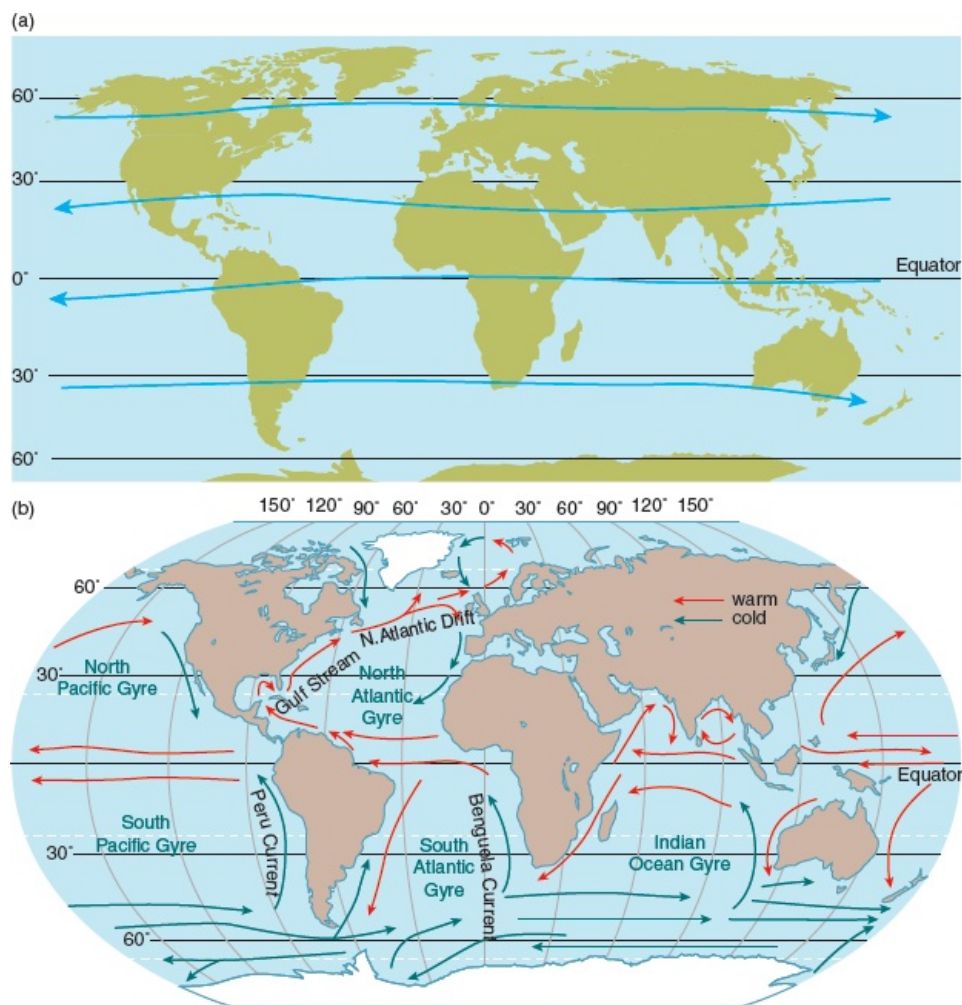 (a)
60°
30°
0°
Equator
30°
60°
(b)
150° 120° 90° 60° 30° 0° 30° 60° 90° 120° 150°
60°
warm
cold
N. Atlantic Drift
North
Pacific Gyre
30°
Gulf Stream
North
Atlantic
Gyre
Equator
Peru Current
Benguela Current
South
Pacific Gyre
South
Atlantic
Gyre
Indian
Ocean Gyre
30°
60°